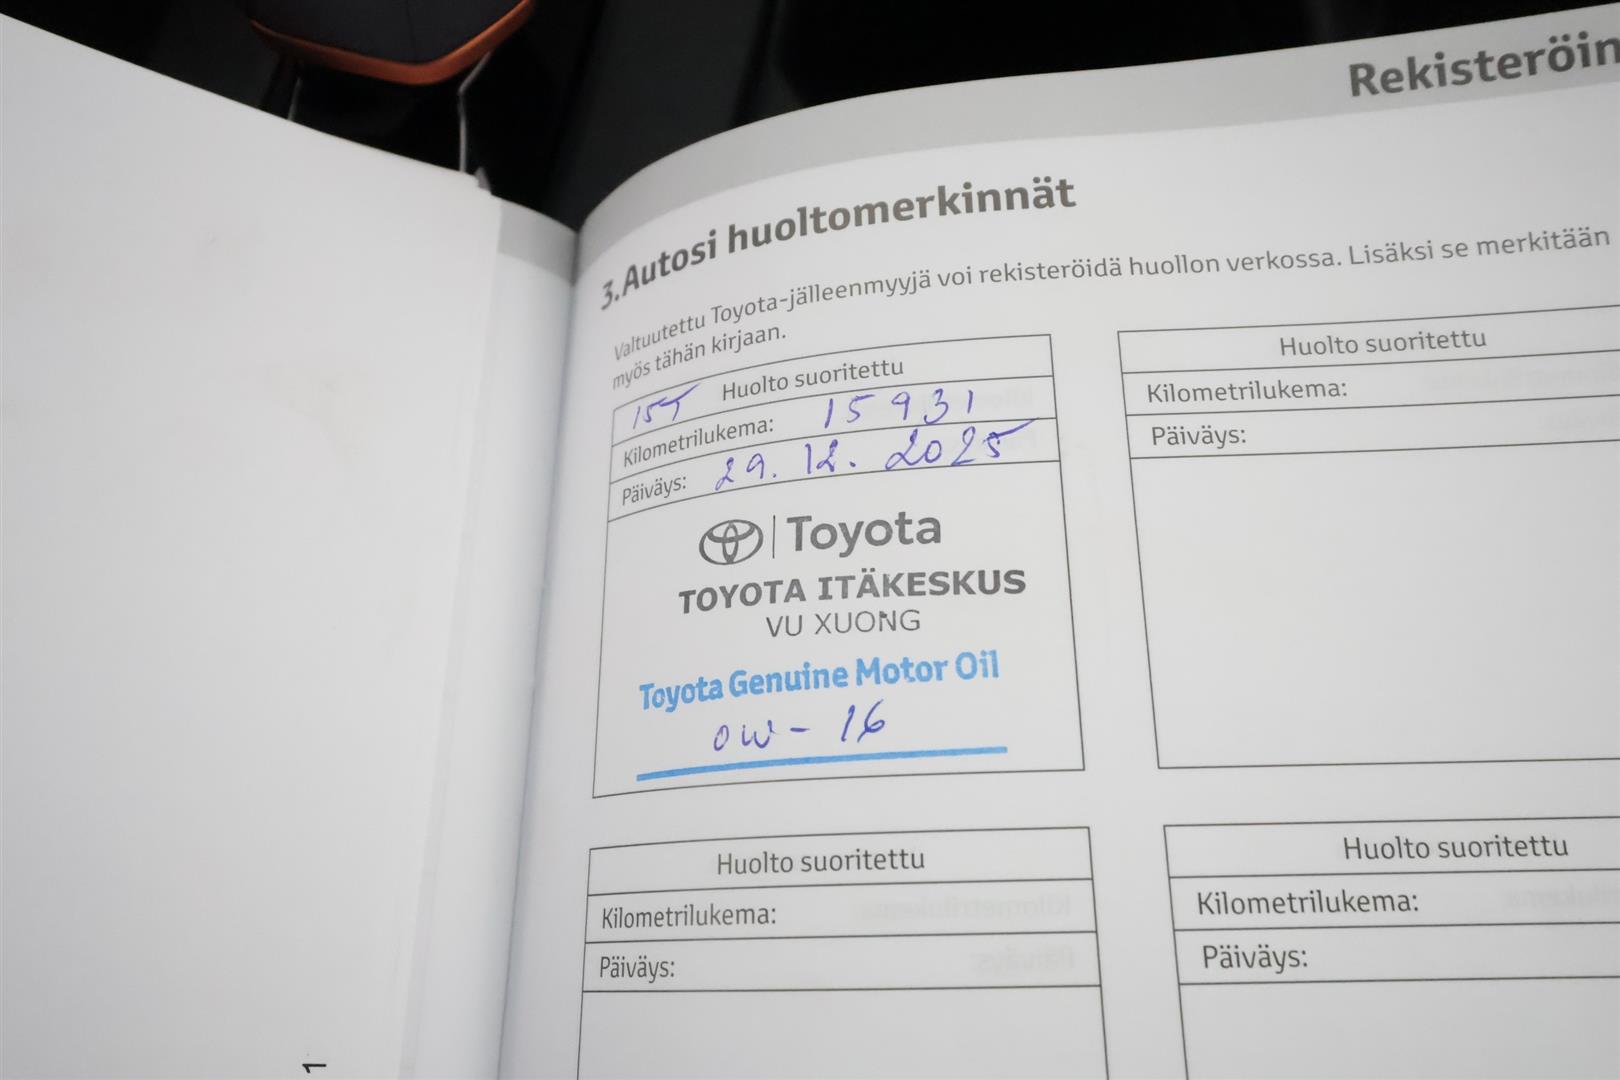 Rekisteröin
3. Autosi huoltomerkinnät
Valtuutettu Toyota-jälleenmyyjä voi rekisteröidä huollon verkossa. Lisäksi se merkitään
myös tähän kirjaan.
15T Huolto suoritettu
Kilometrilukema: 15931
Päiväys: 29.12.2025
Toyota
TOYOTA ITÄKESKUS
VU XUONG
Toyota Genuine Motor Oil
0W-16
Huolto suoritettu
Kilometrilukema:
Päiväys:
Huolto suoritettu
Kilometrilukema:
Päiväys:
Huolto suoritettu
Kilometrilukema:
Päiväys:
1